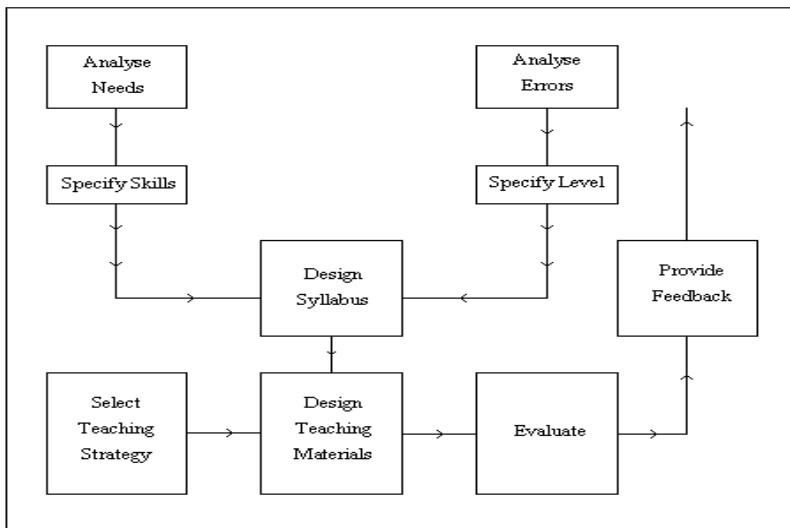 Analyse
Needs
Analyse
Errors
Specify Skills
Specify Level
Design
Syllabus
Provide
Feedback
Select
Teaching
Strategy
Design
Teaching
Materials
Evaluate